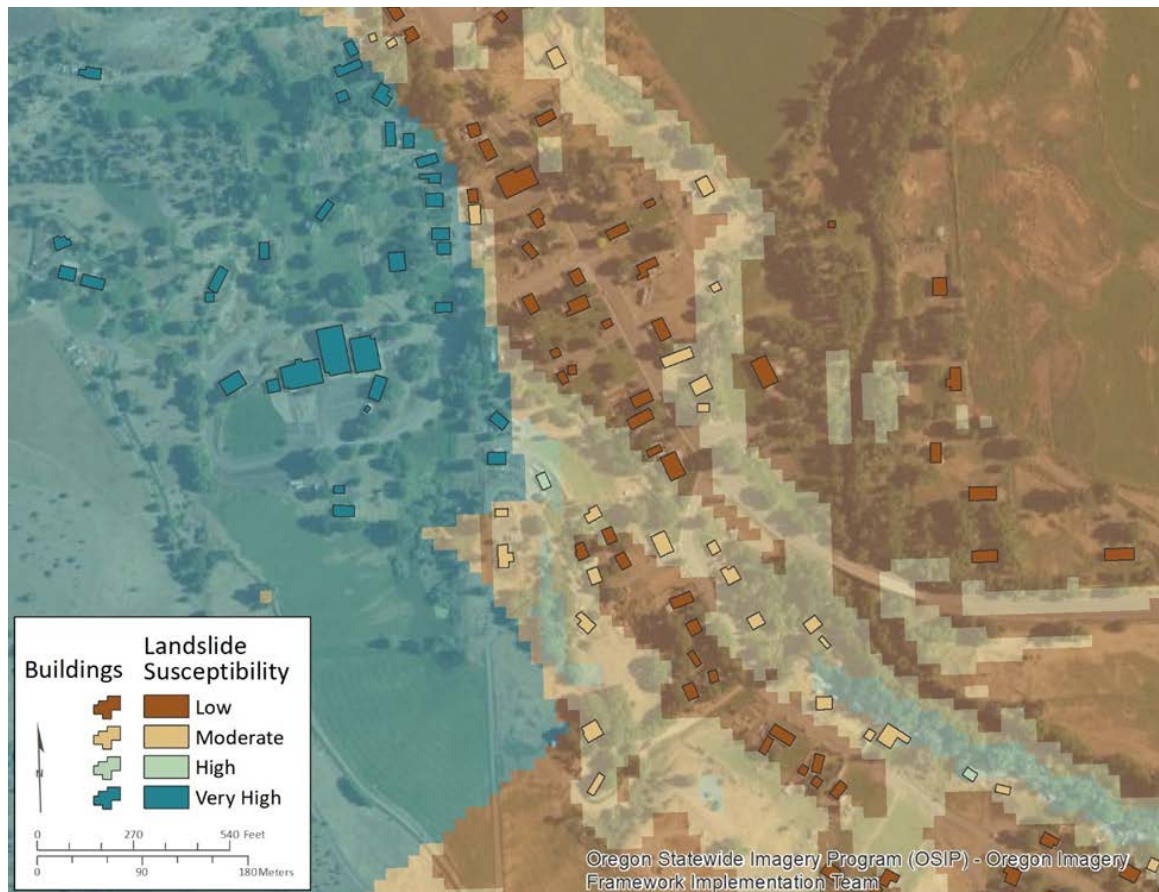 Buildings
Landslide
Susceptibility
Low
Moderate
High
Very High
N
0 270 540 Feet
0 90 180 Meters
Oregon Statewide Imagery Program (OSIP) - Oregon Imagery
Framework Implementation Team